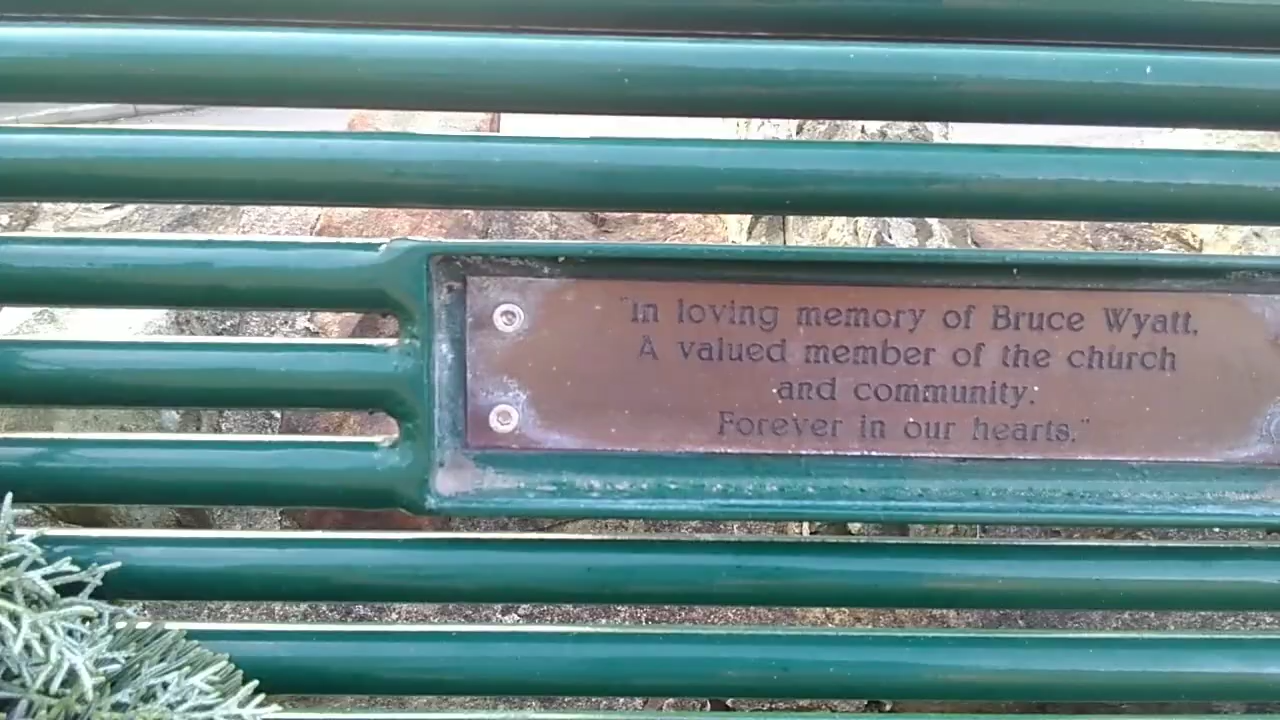 "In loving memory of Bruce Wyatt,
A valued member of the church
and community:
Forever in our hearts."